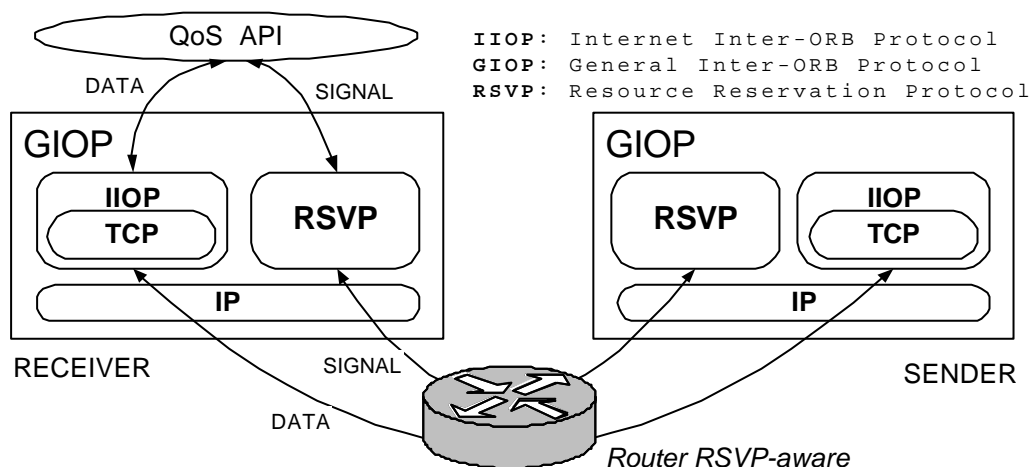 QoS API
IIOP: Internet Inter-ORB Protocol
GIOP: General Inter-ORB Protocol
RSVP: Resource Reservation Protocol
DATA
SIGNAL
GIOP
IIOP
TCP
RSVP
IP
RECEIVER
GIOP
RSVP
IIOP
TCP
IP
SENDER
SIGNAL
DATA
Router RSVP-aware